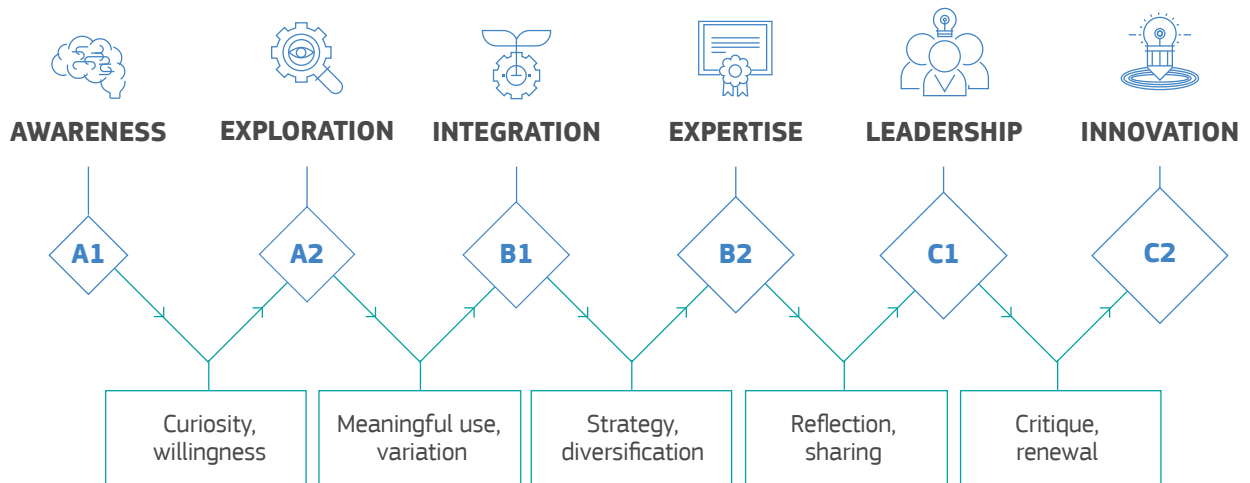 AWARENESS
EXPLORATION
INTEGRATION
EXPERTISE
LEADERSHIP
INNOVATION
A1
A2
B1
B2
C1
C2
Curiosity,
willingness
Meaningful use,
variation
Strategy,
diversification
Reflection,
sharing
Critique,
renewal